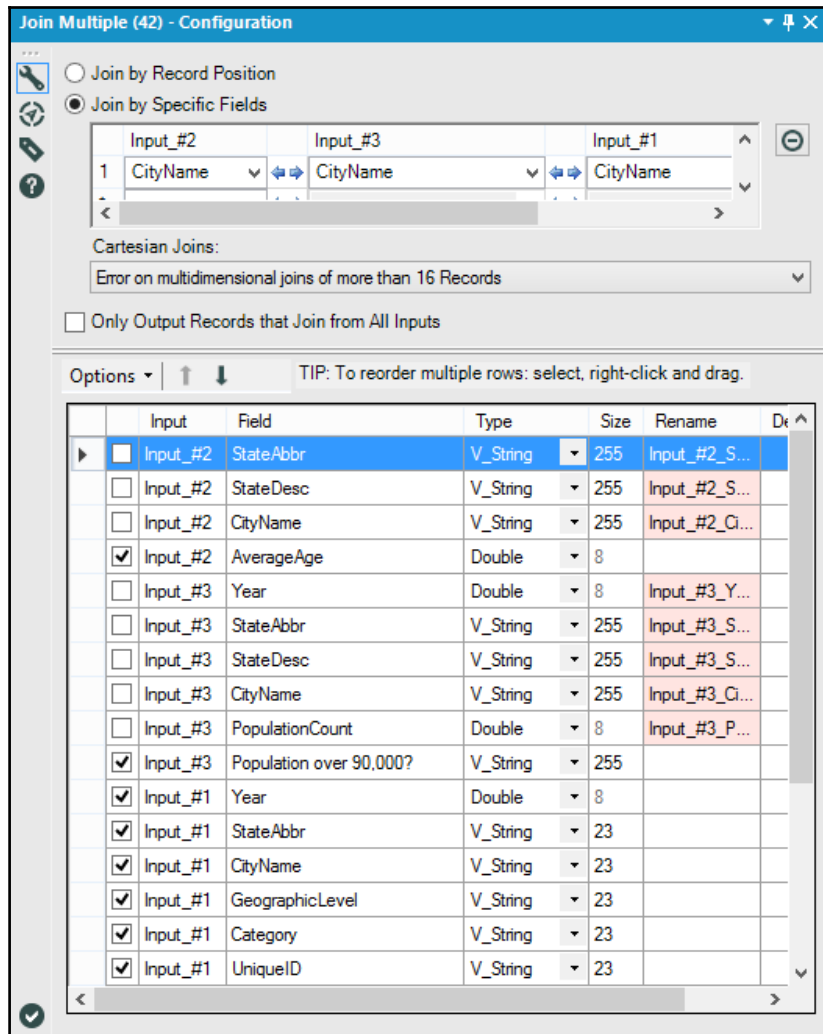 Join Multiple (42) - Configuration
Join by Record Position
Join by Specific Fields
Input_#2 Input_#3 Input_#1
1 CityName CityName CityName
Cartesian Joins:
Error on multidimensional joins of more than 16 Records
Only Output Records that Join from All Inputs
Options TIP: To reorder multiple rows: select, right-click and drag.
Input Field Type Size Rename De
Input_#2 StateAbbr V_String 255 Input_#2_S...
Input_#2 StateDesc V_String 255 Input_#2_S...
Input_#2 CityName V_String 255 Input_#2_Ci...
Input_#2 AverageAge Double 8
Input_#3 Year Double 8 Input_#3_Y...
Input_#3 StateAbbr V_String 255 Input_#3_S...
Input_#3 StateDesc V_String 255 Input_#3_S...
Input_#3 CityName V_String 255 Input_#3_Ci...
Input_#3 PopulationCount Double 8 Input_#3_P...
Input_#3 Population over 90,000? V_String 255
Input_#1 Year Double 8
Input_#1 StateAbbr V_String 23
Input_#1 CityName V_String 23
Input_#1 GeographicLevel V_String 23
Input_#1 Category V_String 23
Input_#1 UniqueID V_String 23